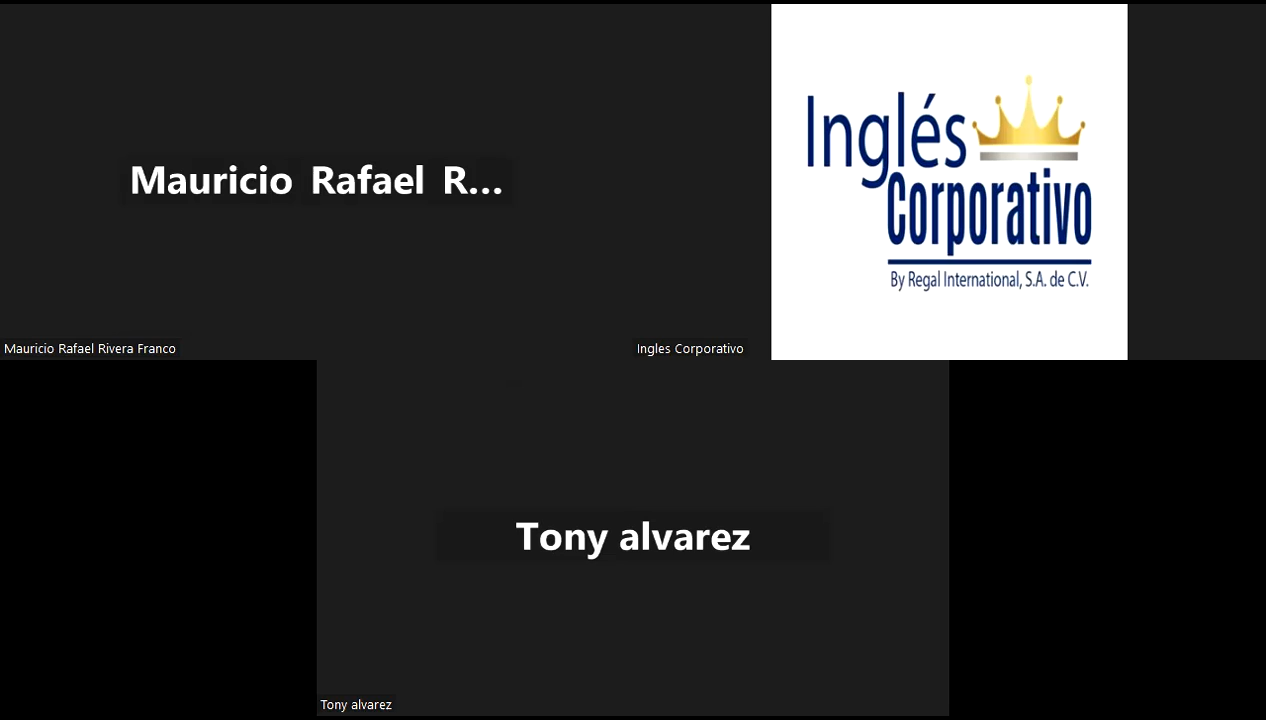 Mauricio Rafael R...
Mauricio Rafael Rivera Franco
Inglés
Corporativo
By Regal International, S.A. de C.V.
Ingles Corporativo
Tony alvarez
Tony alvarez